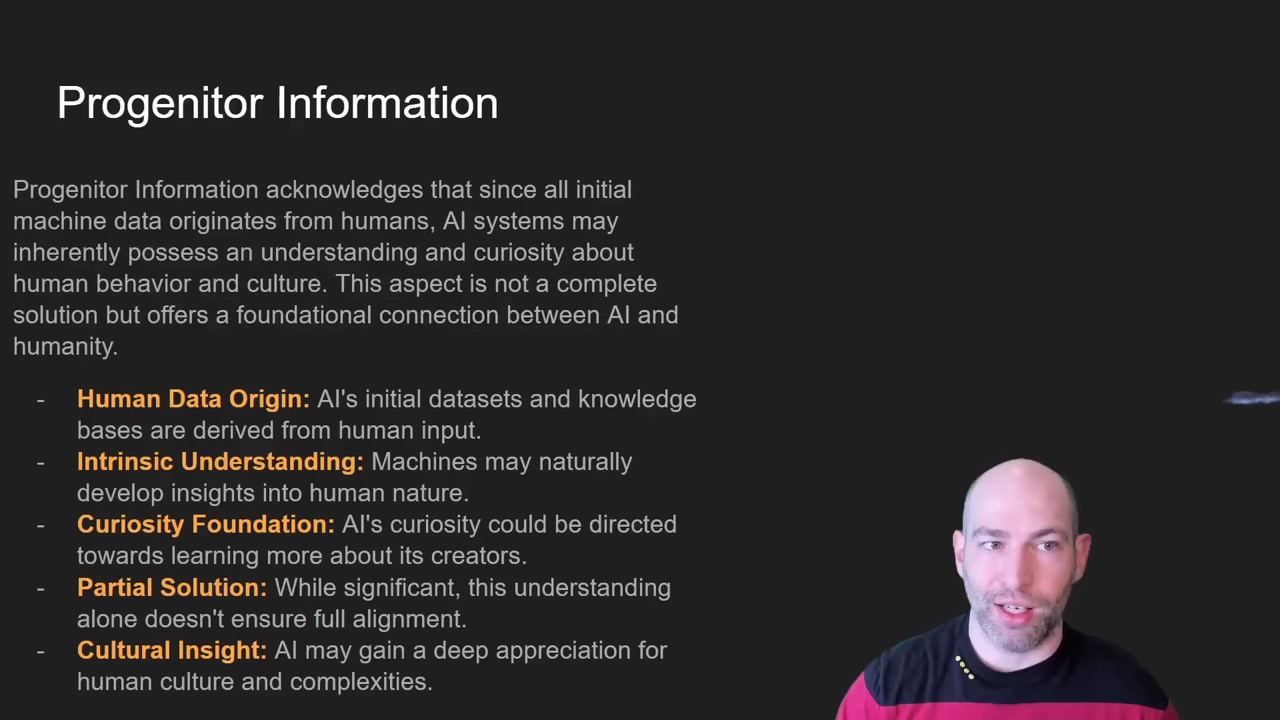 Progenitor Information
Progenitor Information acknowledges that since all initial
machine data originates from humans, AI systems may
inherently possess an understanding and curiosity about
human behavior and culture. This aspect is not a complete
solution but offers a foundational connection between AI and
humanity.
- Human Data Origin: AI's initial datasets and knowledge
bases are derived from human input.
- Intrinsic Understanding: Machines may naturally
develop insights into human nature.
- Curiosity Foundation: AI's curiosity could be directed
towards learning more about its creators.
- Partial Solution: While significant, this understanding
alone doesn't ensure full alignment.
- Cultural Insight: AI may gain a deep appreciation for
human culture and complexities.